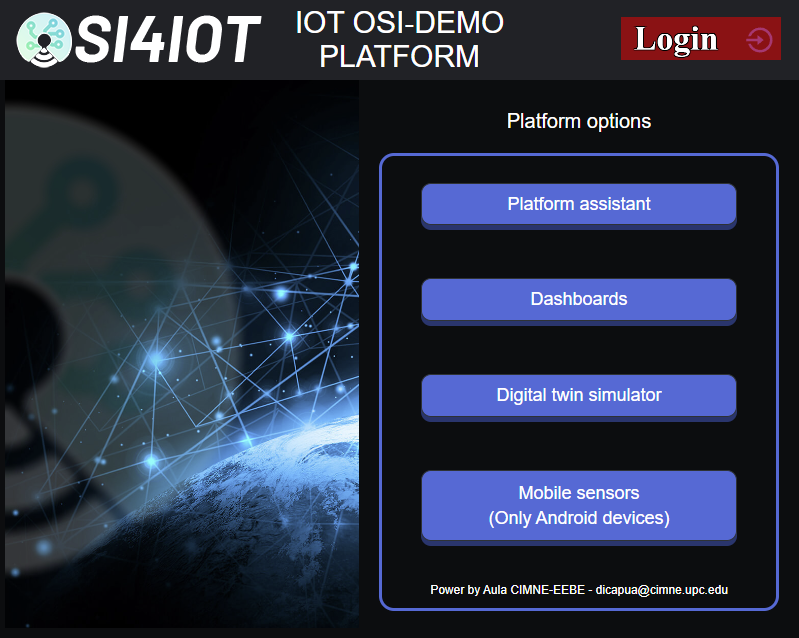 SI4IOT
IOT OSI-DEMO
PLATFORM
Login
Platform options
Platform assistant
Dashboards
Digital twin simulator
Mobile sensors
(Only Android devices)
Power by Aula CIMNE-EEBE - dicapua@cimne.upc.edu